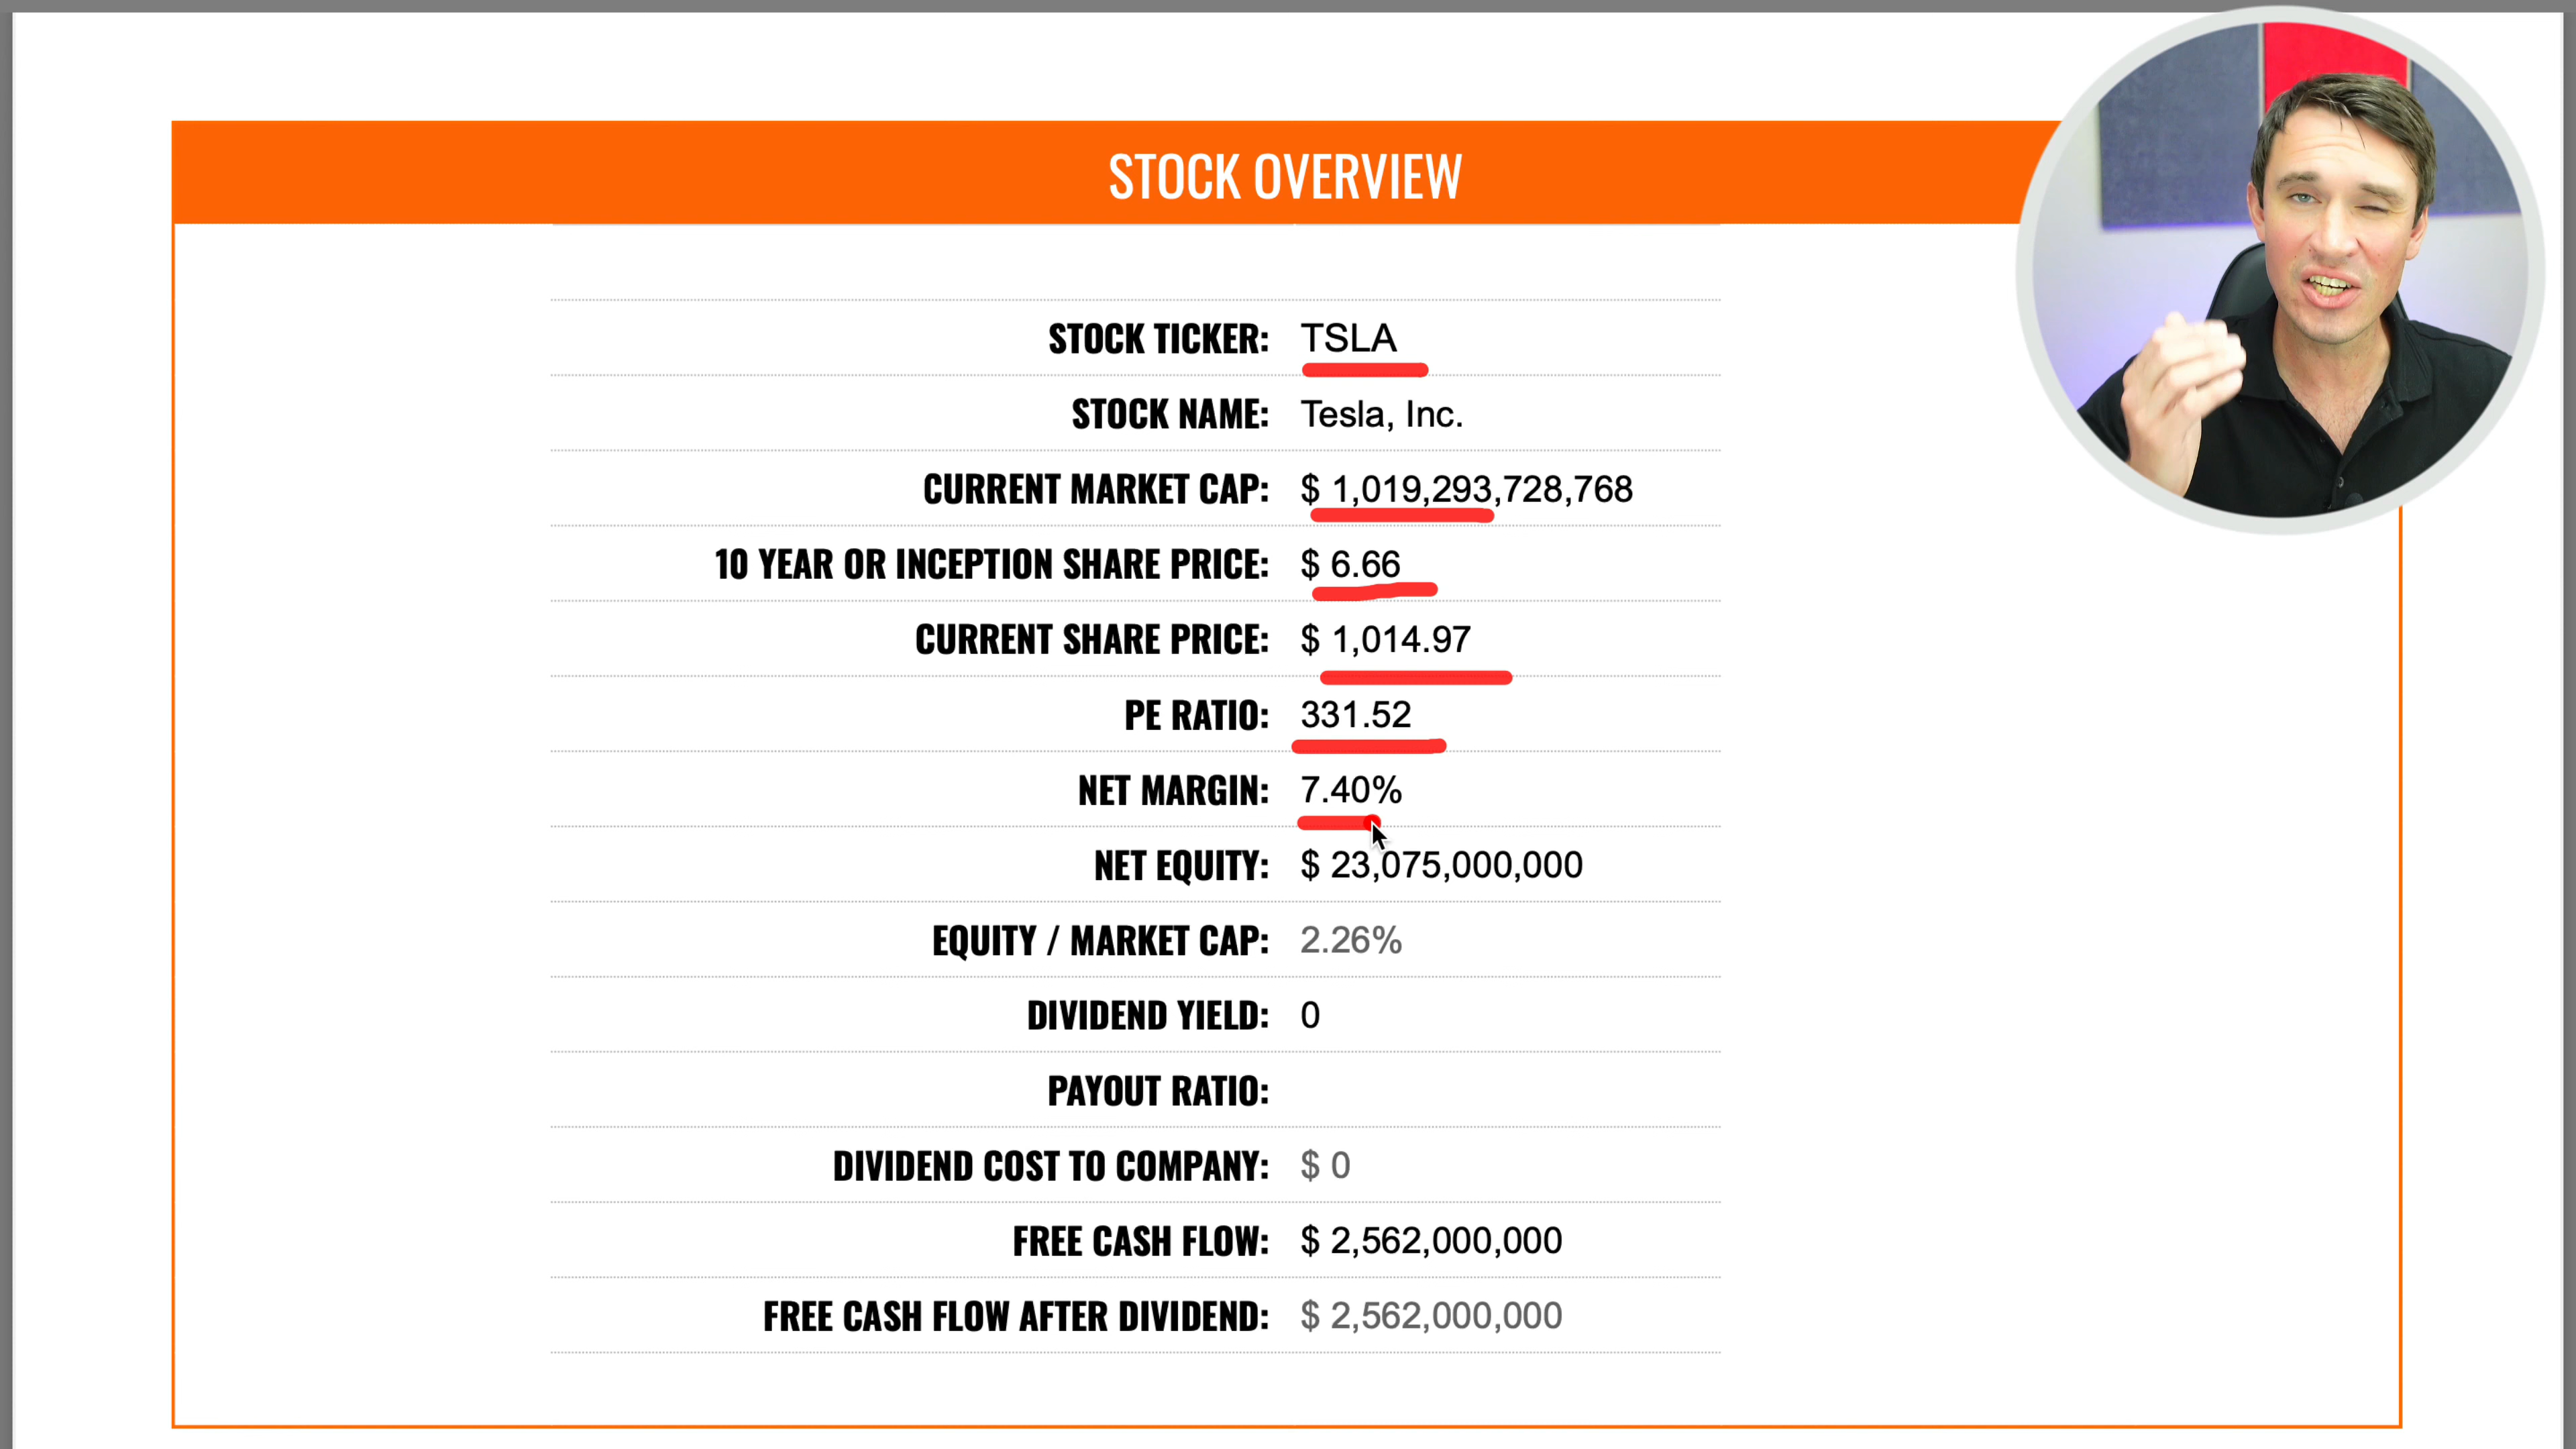 STOCK OVERVIEW
STOCK TICKER: TSLA
STOCK NAME: Tesla, Inc.
CURRENT MARKET CAP: $ 1,019,293,728,768
10 YEAR OR INCEPTION SHARE PRICE: $ 6.66
CURRENT SHARE PRICE: $ 1,014.97
PE RATIO: 331.52
NET MARGIN: 7.40%
NET EQUITY: $ 23,075,000,000
EQUITY / MARKET CAP: 2.26%
DIVIDEND YIELD: 0
PAYOUT RATIO:
DIVIDEND COST TO COMPANY: $ 0
FREE CASH FLOW: $ 2,562,000,000
FREE CASH FLOW AFTER DIVIDEND: $ 2,562,000,000